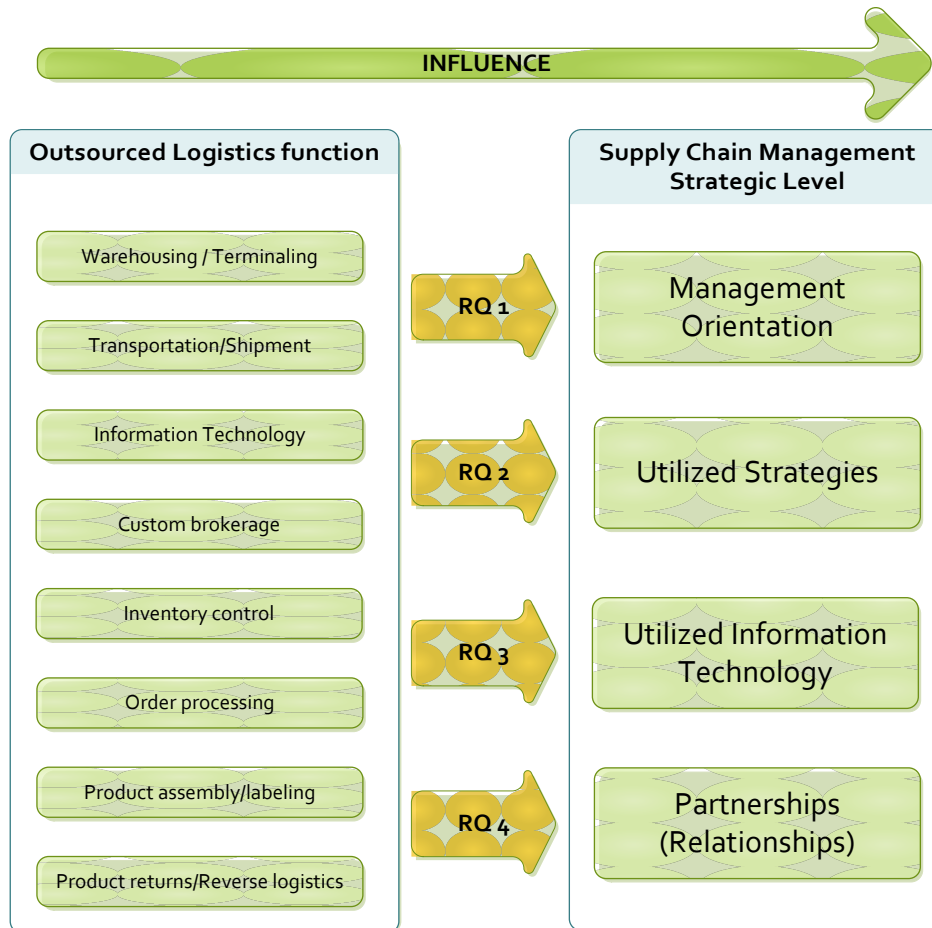 INFLUENCE
Outsourced Logistics function
Warehousing / Terminaling
Transportation/Shipment
Information Technology
Custom brokerage
Inventory control
Order processing
Product assembly/labeling
Product returns/Reverse logistics
RQ 1
RQ 2
RQ 3
RQ 4
Supply Chain Management
Strategic Level
Management
Orientation
Utilized Strategies
Utilized Information
Technology
Partnerships
(Relationships)